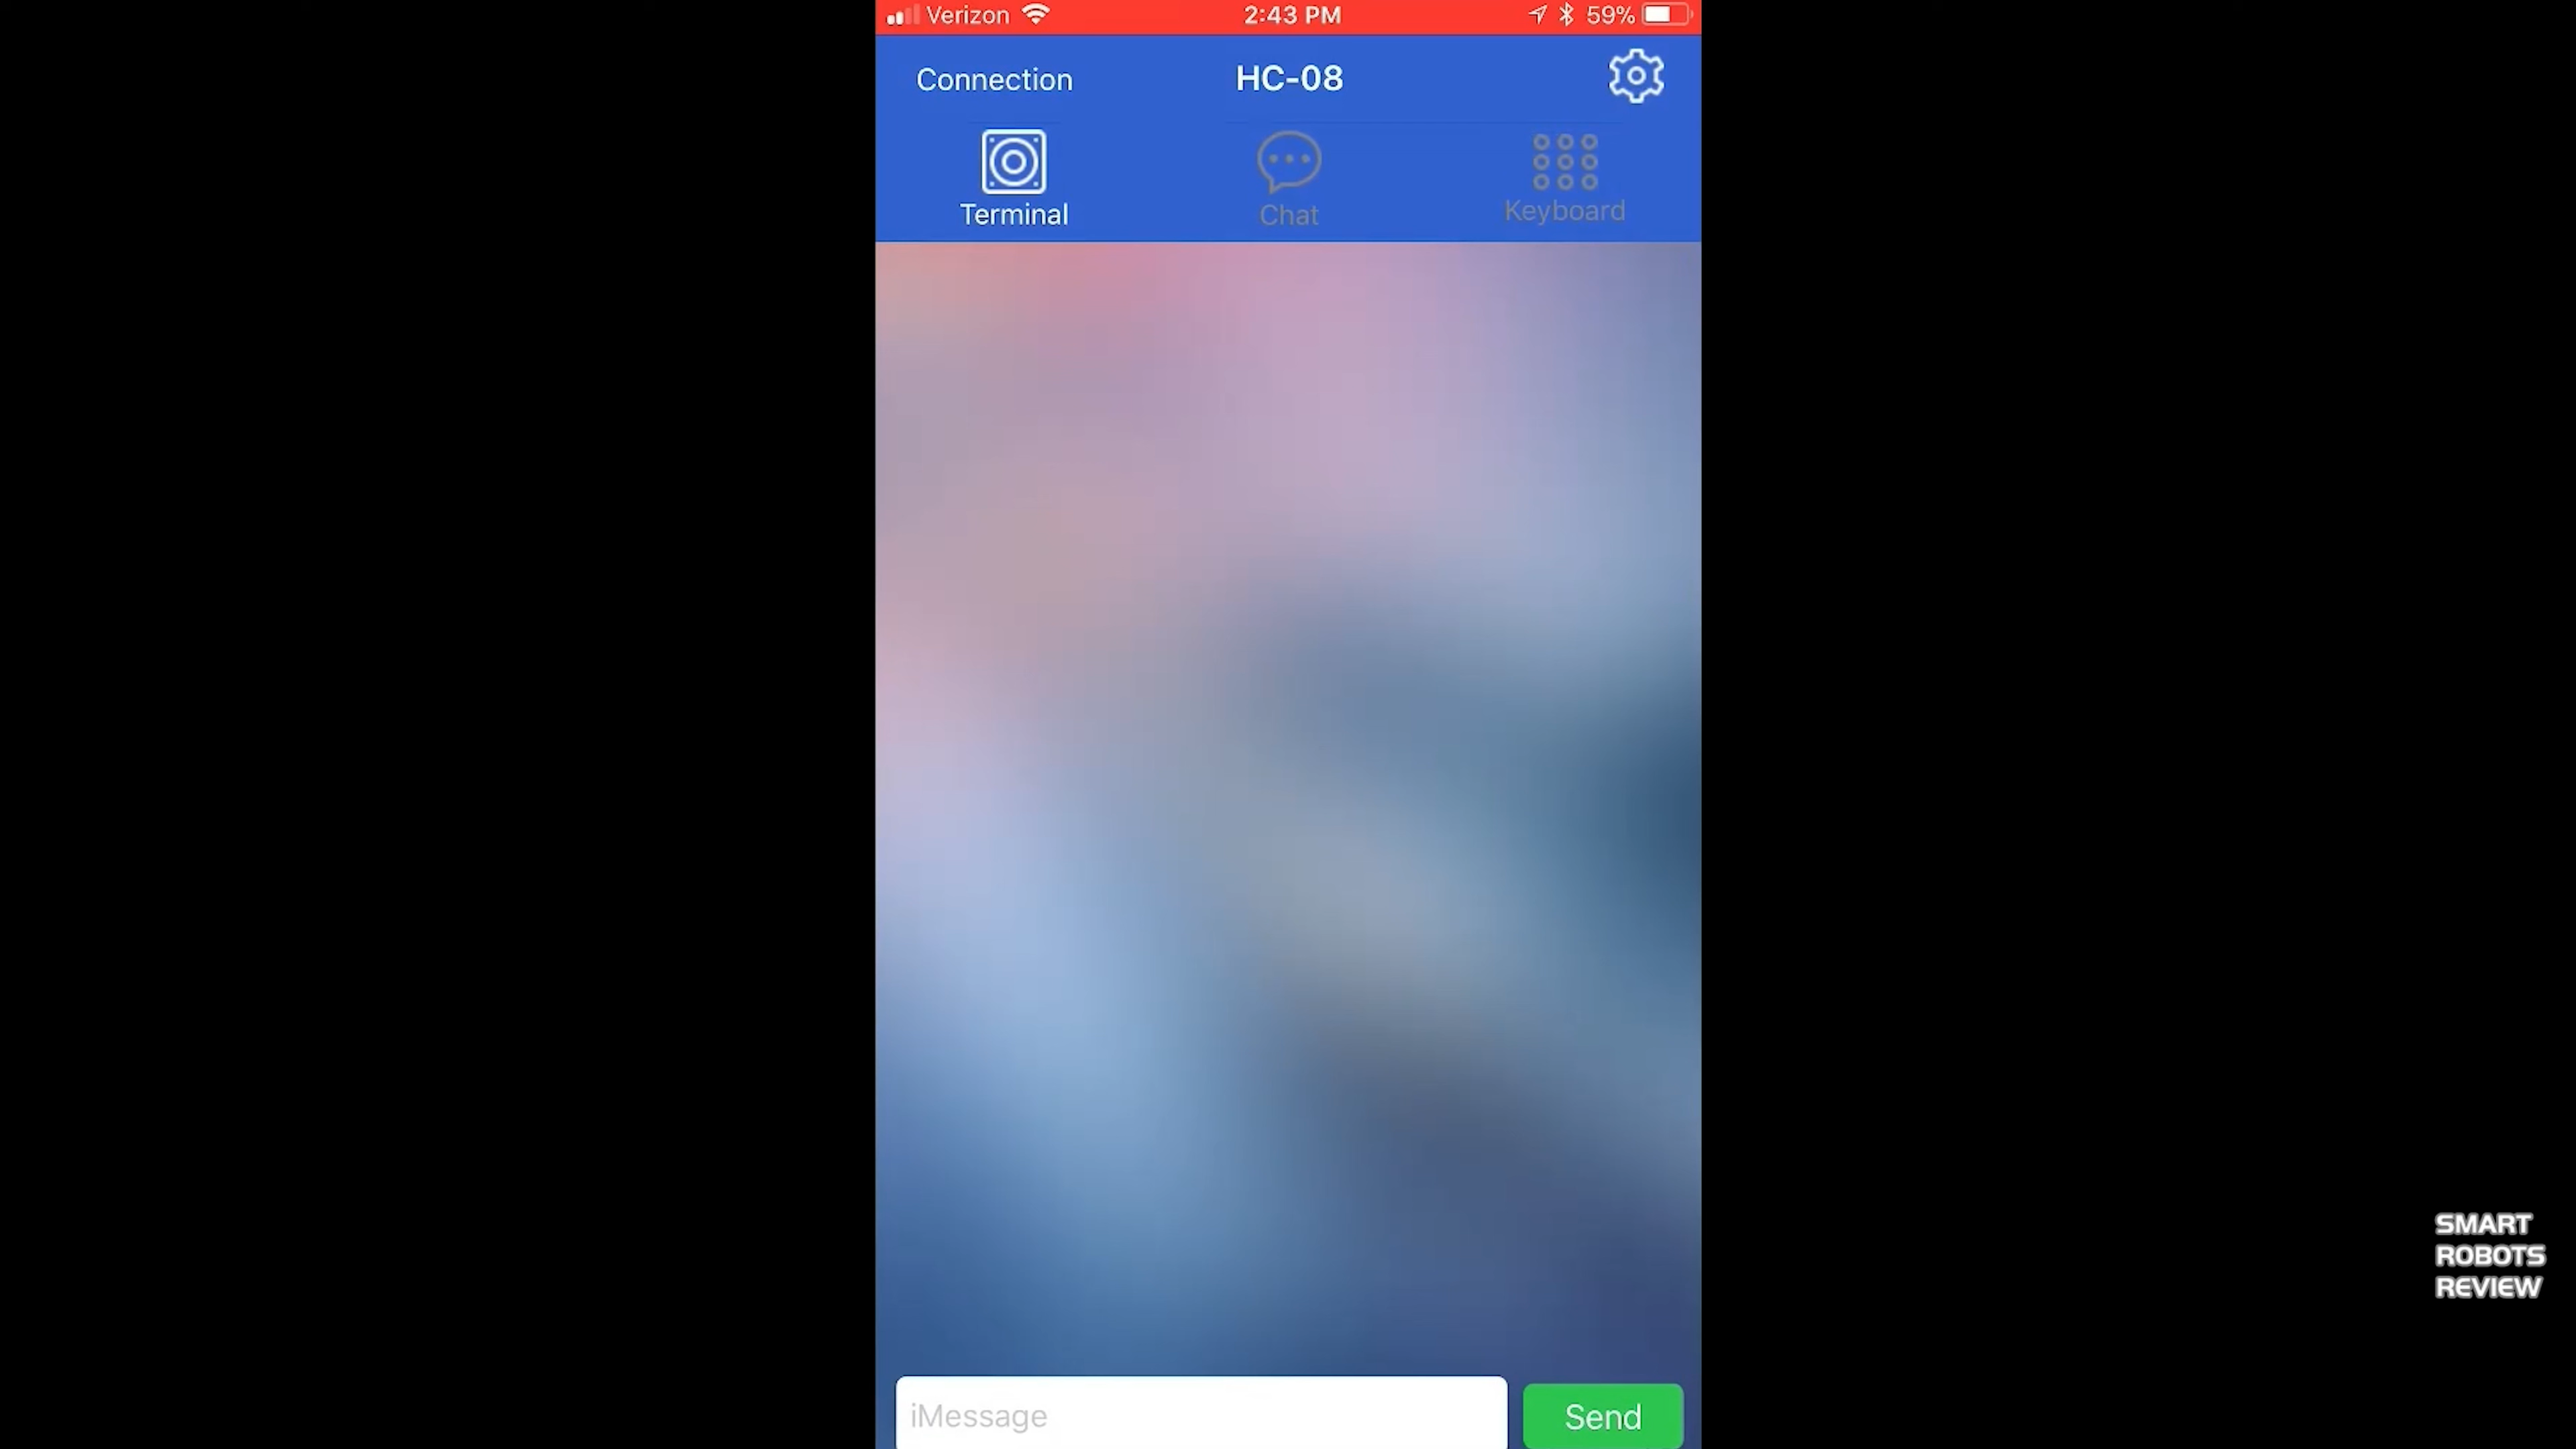 Verizon 2:43 PM 59%
Connection HC-08
Terminal Chat Keyboard
iMessage Send
SMART
ROBOTS
REVIEW